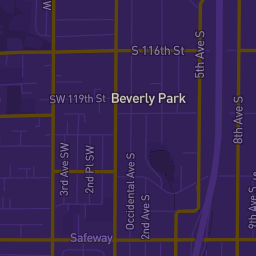 W
S 116th St
5th Ave S
SW 119th St
Beverly Park
8th Ave S
3rd Ave SW
2nd Pl SW
Occidental Ave S
2nd Ave S
9th Ave S
Safeway